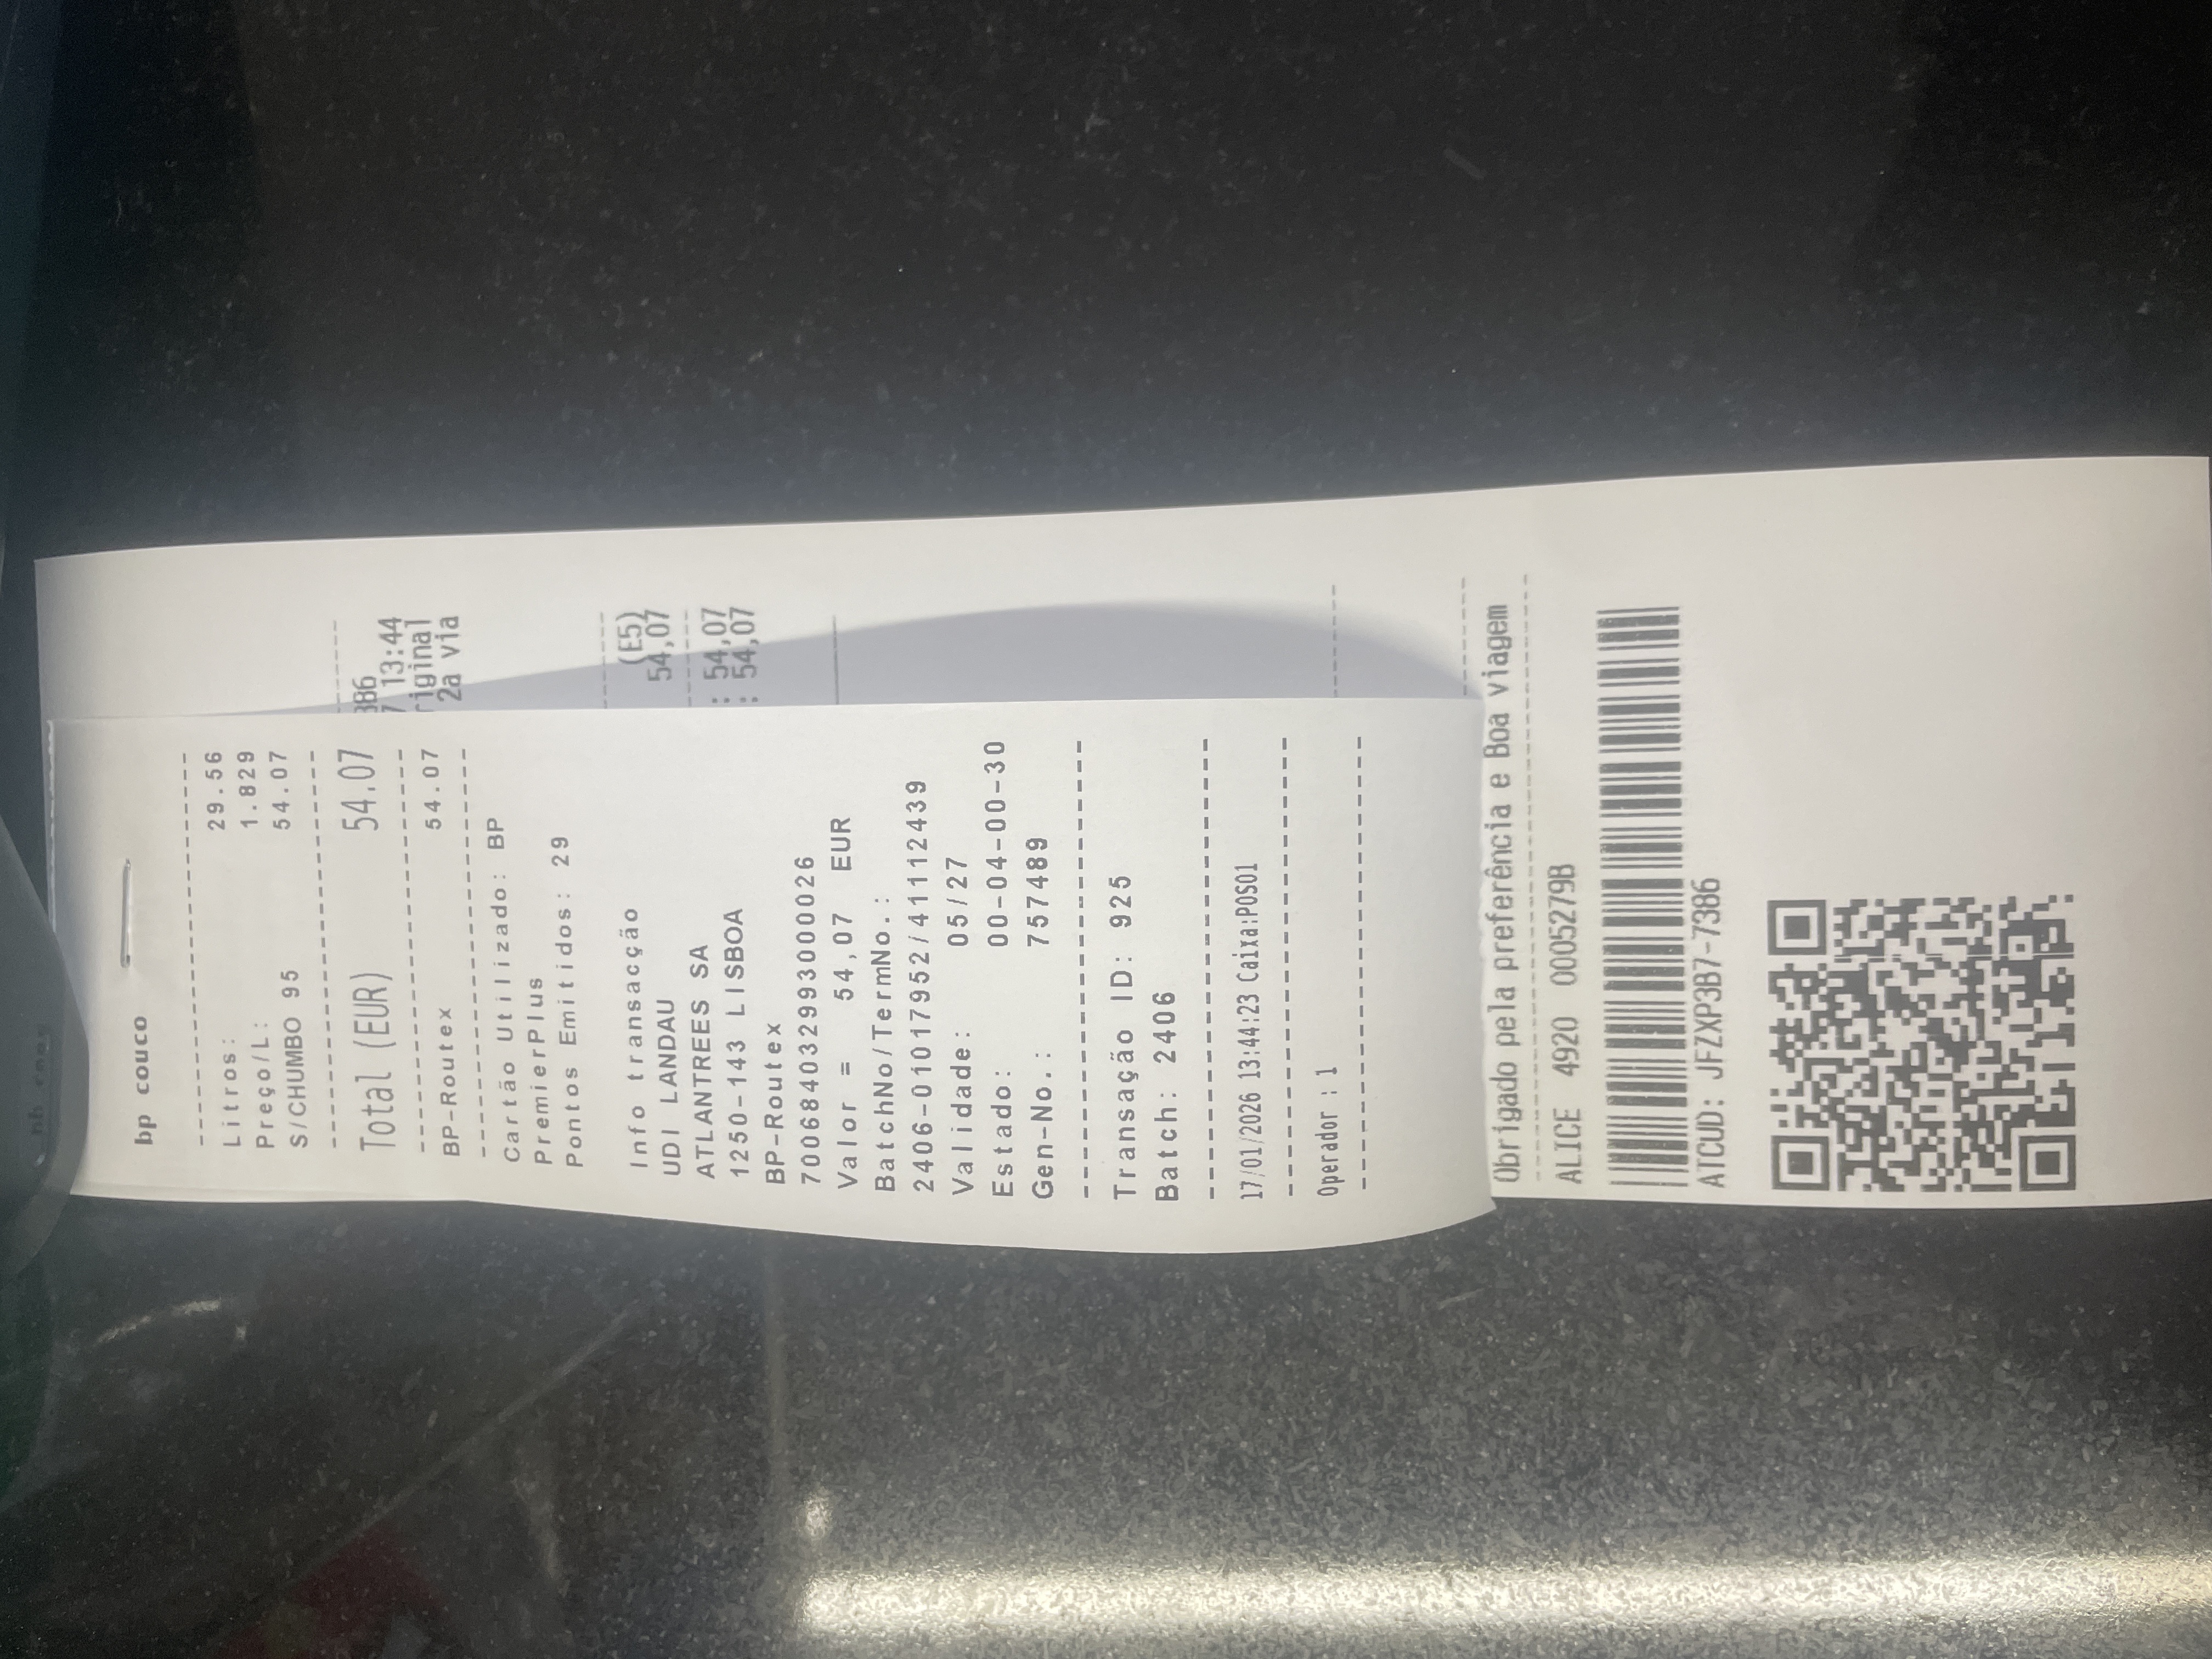 bp couco
Litros: 29.56
Preço/L: 1.829
S/CHUMBO 95 54.07
Total (EUR) 54.07
BP-Routex 54.07
Cartão Utilizado: BP
PremierPlus
Pontos Emitidos: 29
Info transacção
UDI LANDAU
ATLANTREES SA
1250-143 LISBOA
BP-Routex
700684032993000026
Valor = 54,07 EUR
BatchNo/TermNo.:
2406-01017952/41112439
Validade: 05/27
Estado: 00-04-00-30
Gen-No.: 757489
Transação ID: 925
Batch: 2406
17/01/2026 13:44:23 Caixa:POS01
Operador : 1
386
7 13:44
riginal
2a via
(E5)
54,07
: 54,07
: 54,07
Obrigado pela preferência e Boa viagem
ALICE 4920 00052798
ATCUD: JFZXP3B7-7386